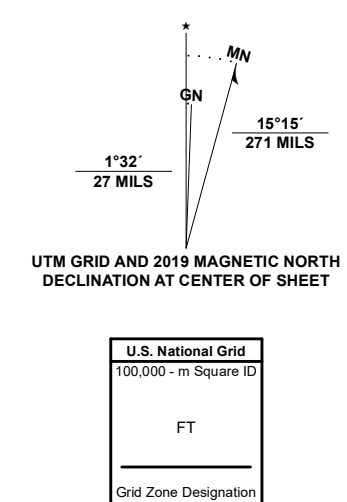 ★
MN
GN
15°15´
271 MILS
1°32´
27 MILS
UTM GRID AND 2019 MAGNETIC NORTH
DECLINATION AT CENTER OF SHEET
U.S. National Grid
100,000 - m Square ID
FT
Grid Zone Designation